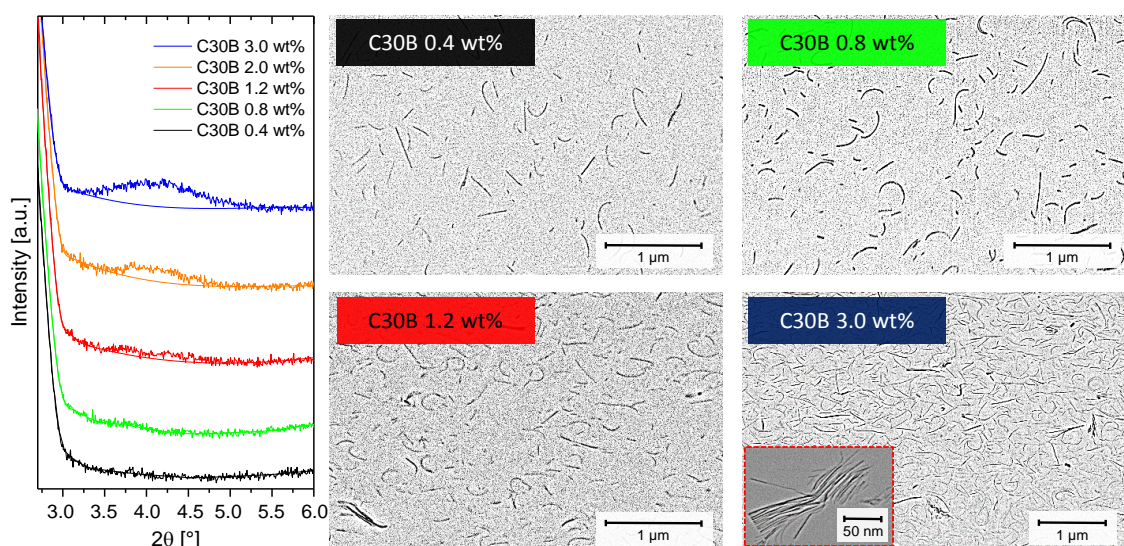 C30B 3.0 wt%
C30B 2.0 wt%
C30B 1.2 wt%
C30B 0.8 wt%
C30B 0.4 wt%
Intensity [a.u.]
3.0 3.5 4.0 4.5 5.0 5.5 6.0
2θ [°]
C30B 0.4 wt%
1 µm
C30B 0.8 wt%
1 µm
C30B 1.2 wt%
1 µm
C30B 3.0 wt%
50 nm
1 µm